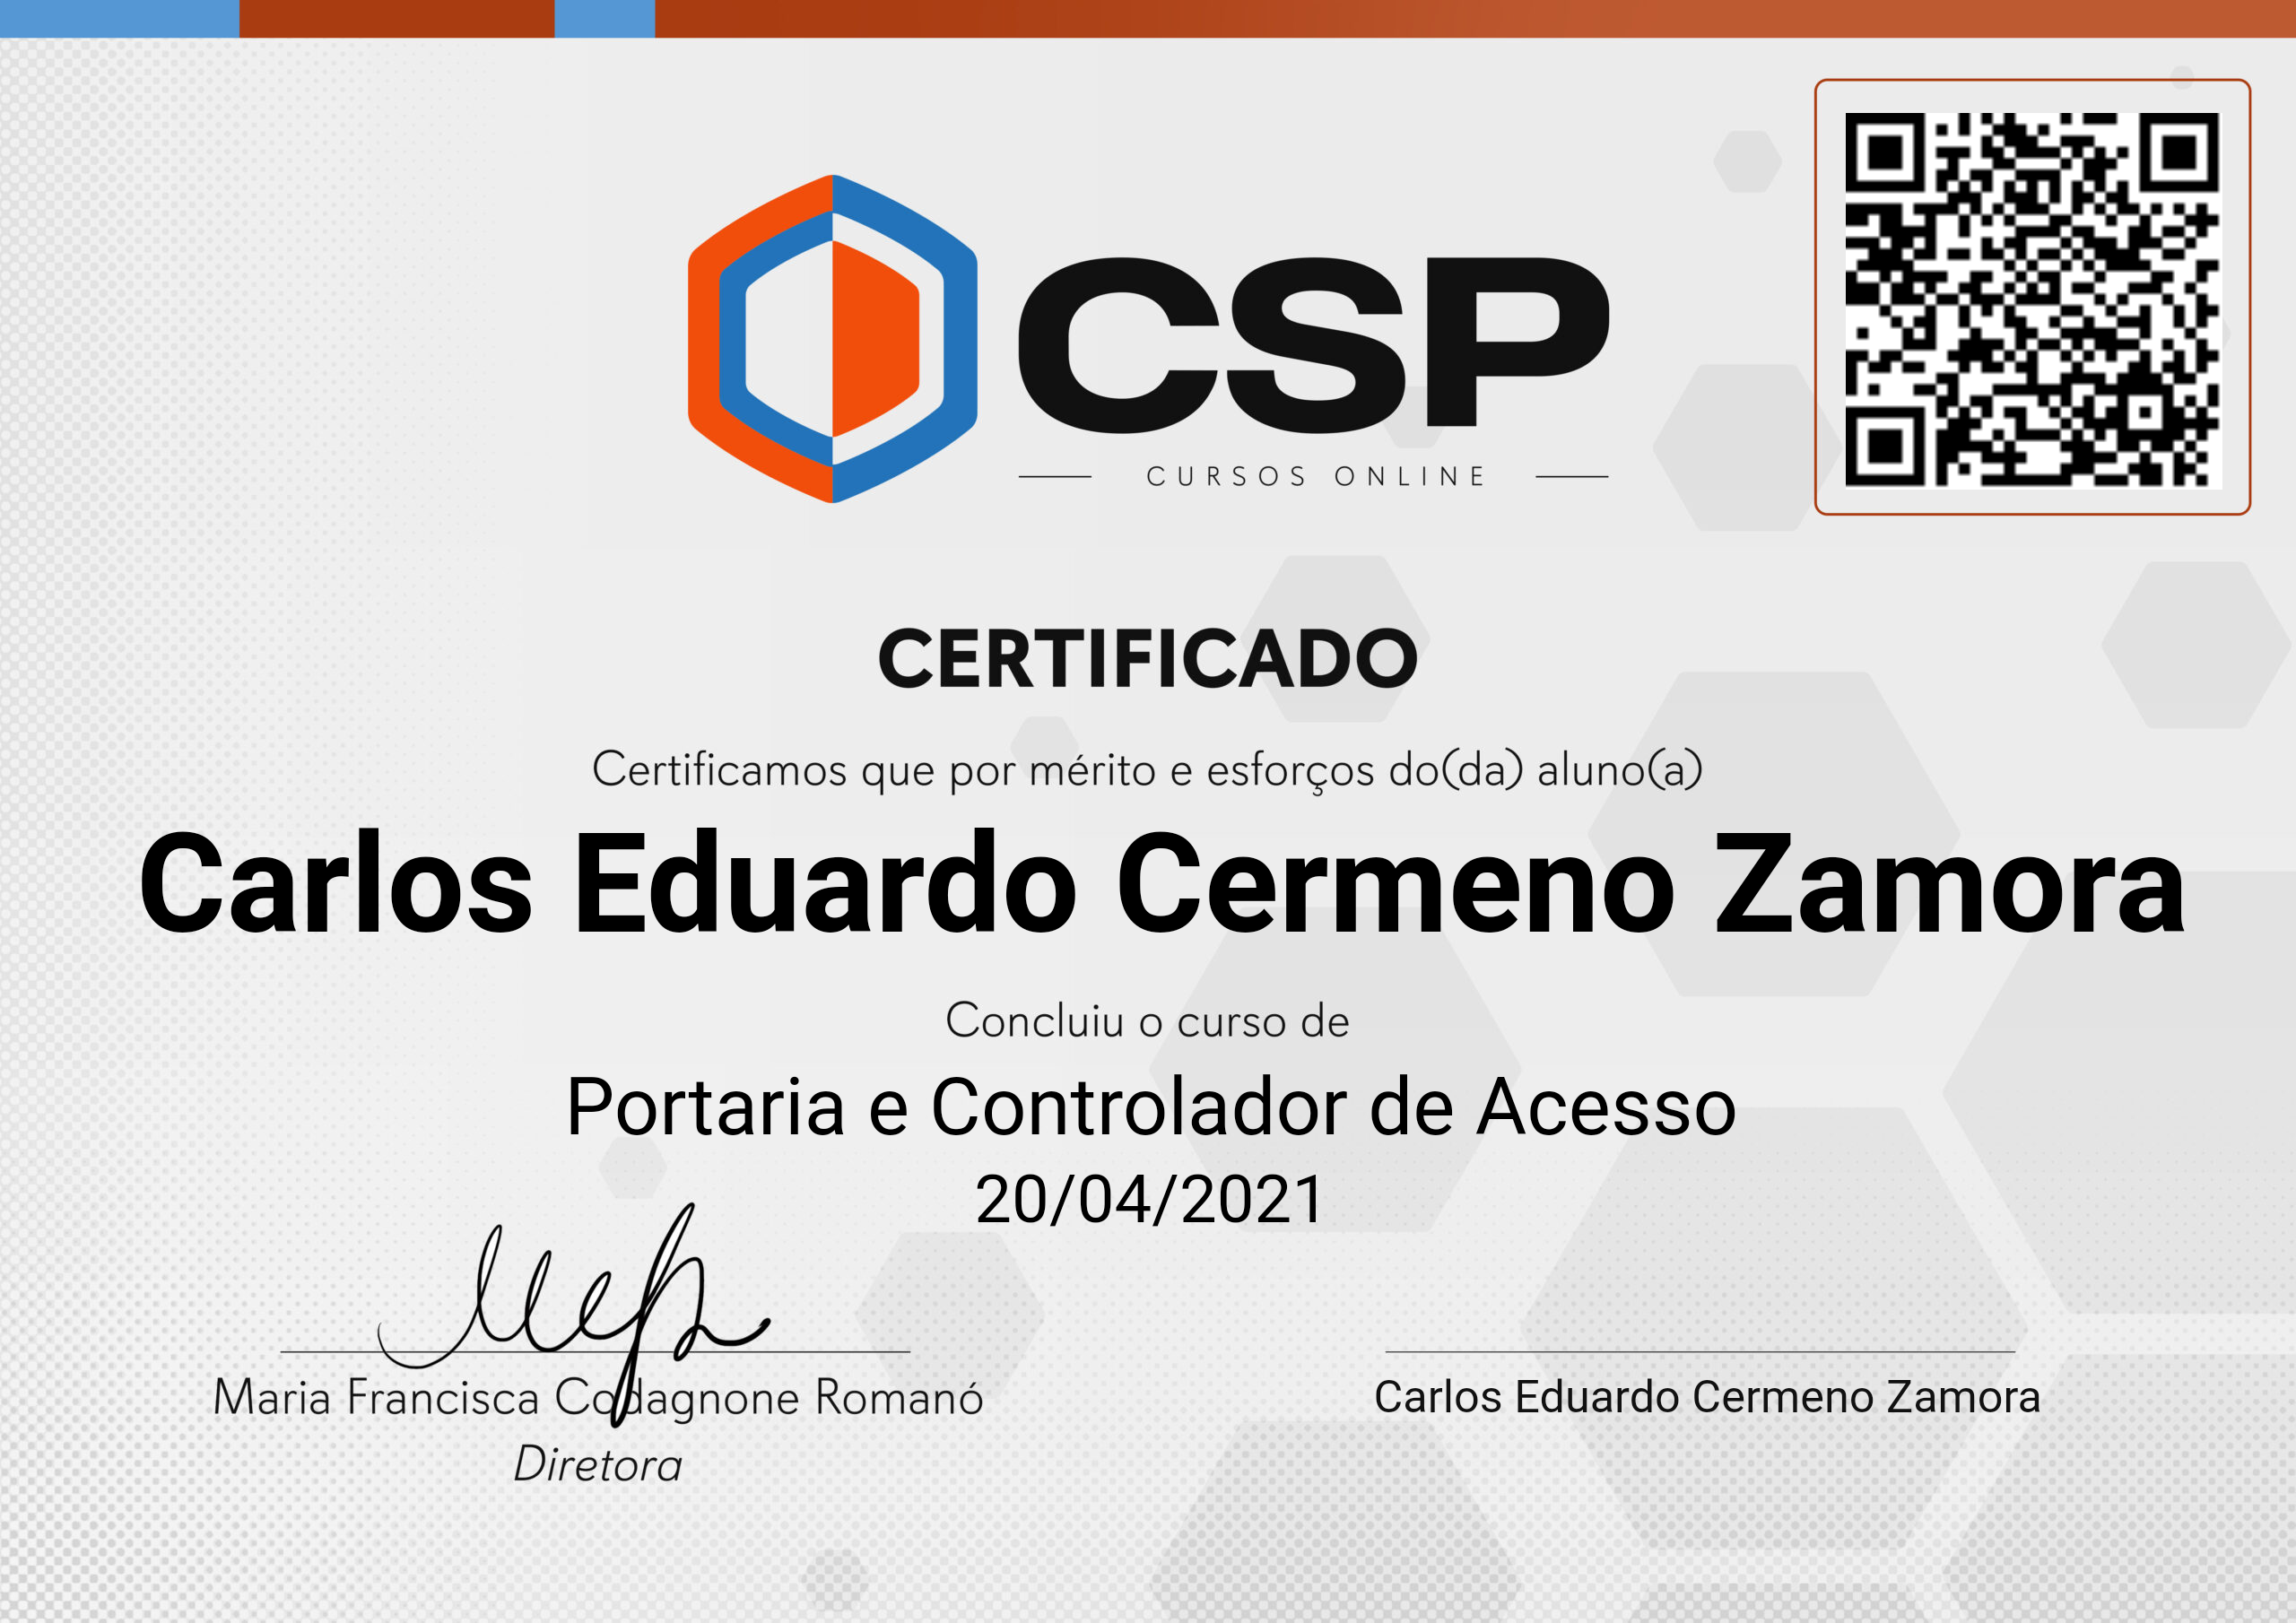 CSP
CURSOS ONLINE
CERTIFICADO
Certificamos que por mérito e esforços do(da) aluno(a)
Carlos Eduardo Cermeno Zamora
Concluiu o curso de
Portaria e Controlador de Acesso
20/04/2021
Maria Francisca Codagnone Romanó
Diretora
Carlos Eduardo Cermeno Zamora